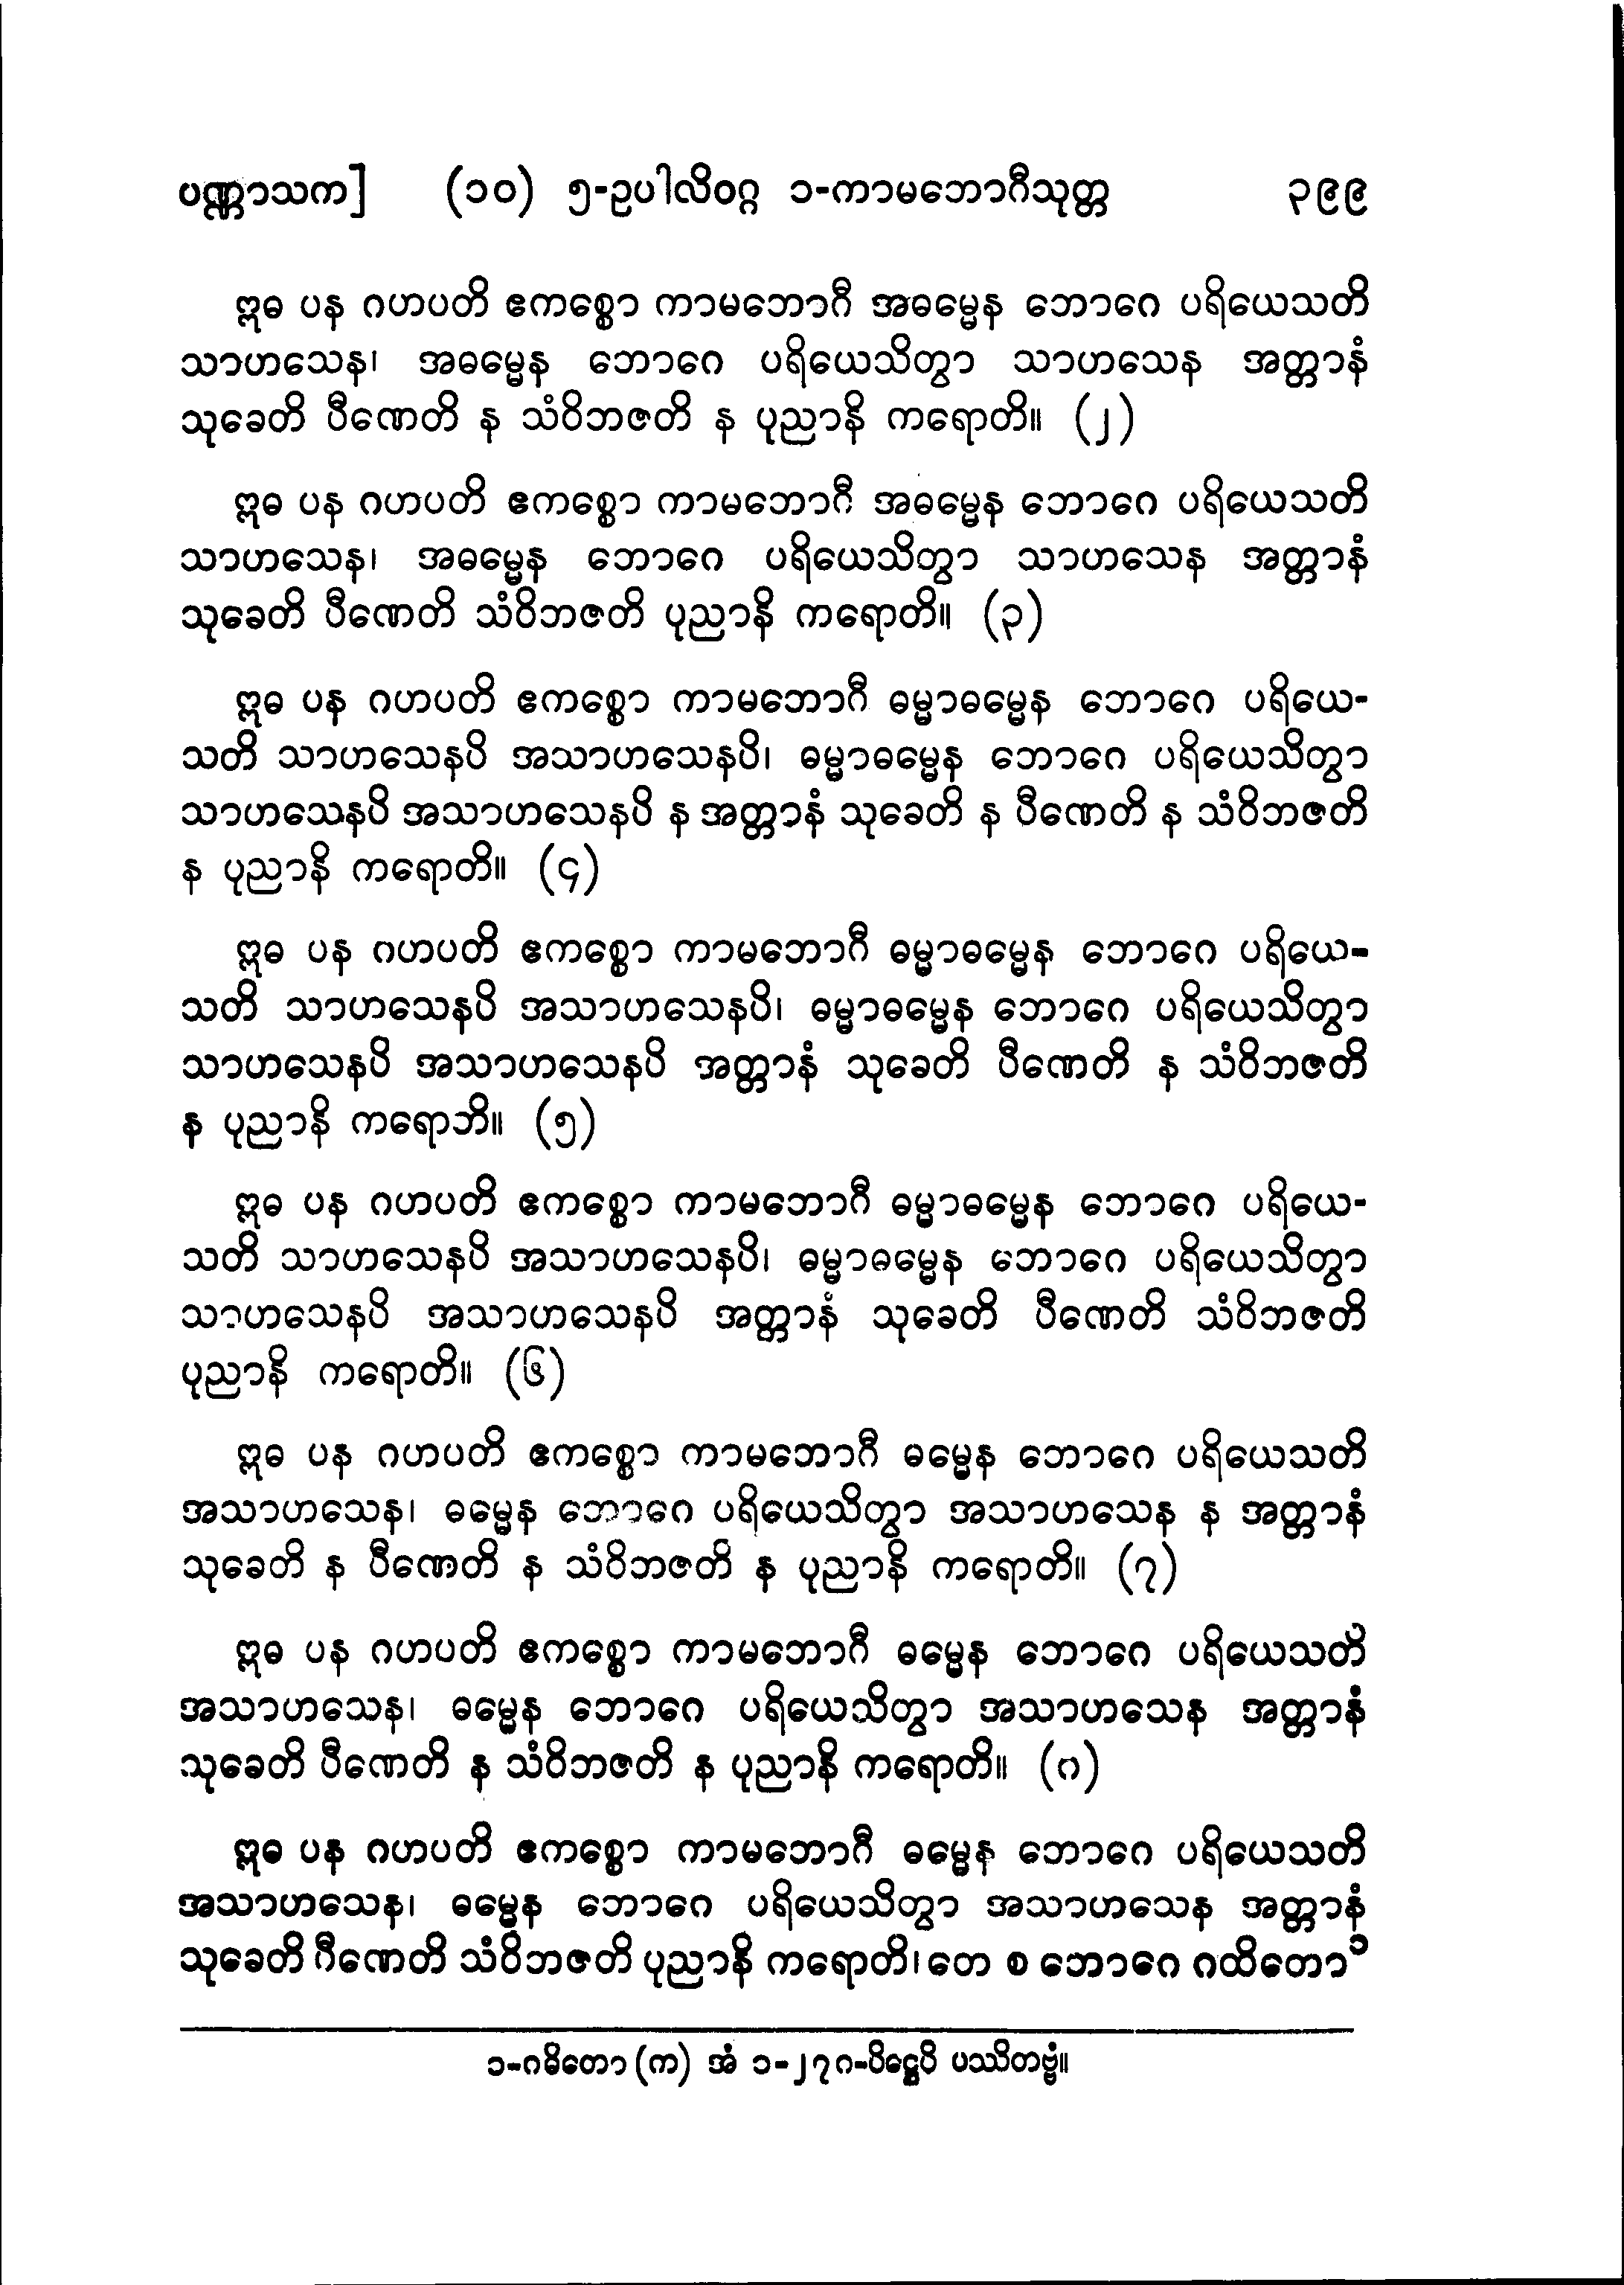 ပဏ္ဏာသက] (၁၀) ၅-ဥပါလိဝဂ္ဂ ၁-ကာမဘောဂီသုတ္တ ၃၉၉
ဣဓ ပန ဂဟပတိ ဧကစ္စော ကာမဘောဂီ အဓမ္မေန ဘောဂေ ပရိယေသတိ
သာဟသေန၊ အဓမ္မေန ဘောဂေ ပရိယေသိတွာ သာဟသေန အတ္တာနံ
သုခေတိ ပီဏေတိ န သံဝိဘဇတိ န ပုညာနိ ကရောတိ။ (၂)
ဣဓ ပန ဂဟပတိ ဧကစ္စော ကာမဘောဂီ အဓမ္မေန ဘောဂေ ပရိယေသတိ
သာဟသေန၊ အဓမ္မေန ဘောဂေ ပရိယေသိတွာ သာဟသေန အတ္တာနံ
သုခေတိ ပီဏေတိ သံဝိဘဇတိ ပုညာနိ ကရောတိ။ (၃)
ဣဓ ပန ဂဟပတိ ဧကစ္စော ကာမဘောဂီ ဓမ္မာဓမ္မေန ဘောဂေ ပရိယေ-
သတိ သာဟသေနပိ အသာဟသေနပိ၊ ဓမ္မာဓမ္မေန ဘောဂေ ပရိယေသိတွာ
သာဟသေနပိ အသာဟသေနပိ န အတ္တာနံ သုခေတိ န ပီဏေတိ န သံဝိဘဇတိ
န ပုညာနိ ကရောတိ။ (၄)
ဣဓ ပန ဂဟပတိ ဧကစ္စော ကာမဘောဂီ ဓမ္မာဓမ္မေန ဘောဂေ ပရိယေ-
သတိ သာဟသေနပိ အသာဟသေနပိ၊ ဓမ္မာဓမ္မေန ဘောဂေ ပရိယေသိတွာ
သာဟသေနပိ အသာဟသေနပိ အတ္တာနံ သုခေတိ ပီဏေတိ န သံဝိဘဇတိ
န ပုညာနိ ကရောဘိ။ (၅)
ဣဓ ပန ဂဟပတိ ဧကစ္စော ကာမဘောဂီ ဓမ္မာဓမ္မေန ဘောဂေ ပရိယေ-
သတိ သာဟသေနပိ အသာဟသေနပိ၊ ဓမ္မာဓမ္မေန ဘောဂေ ပရိယေသိတွာ
သာဟသေနပိ အသာဟသေနပိ အတ္တာနံ သုခေတိ ပီဏေတိ သံဝိဘဇတိ
ပုညာနိ ကရောတိ။ (၆)
ဣဓ ပန ဂဟပတိ ဧကစ္စော ကာမဘောဂီ ဓမ္မေန ဘောဂေ ပရိယေသတိ
အသာဟသေန၊ ဓမ္မေန ဘောဂေ ပရိယေသိတွာ အသာဟသေန န အတ္တာနံ
သုခေတိ န ပီဏေတိ န သံဝိဘဇတိ န ပုညာနိ ကရောတိ။ (၇)
ဣဓ ပန ဂဟပတိ ဧကစ္စော ကာမဘောဂီ ဓမ္မေန ဘောဂေ ပရိယေသတိ
အသာဟသေန၊ ဓမ္မေန ဘောဂေ ပရိယေသိတွာ အသာဟသေန အတ္တာနံ
သုခေတိ ပီဏေတိ န သံဝိဘဇတိ န ပုညာနိ ကရောတိ။ (၈)
ဣဓ ပန ဂဟပတိ ဧကစ္စော ကာမဘောဂီ ဓမ္မေန ဘောဂေ ပရိယေသတိ
အသာဟသေန၊ ဓမ္မေန ဘောဂေ ပရိယေသိတွာ အသာဟသေန အတ္တာနံ
သုခေတိ ပီဏေတိ သံဝိဘဇတိ ပုညာနိ ကရောတိ၊ တေ စ ဘောဂေ ဂထိတော၁
၁-ဂဓိတော (က) အံ ၁-၂၇၈-ပိဋ္ဌေပိ ပဿိတဗ္ဗံ။